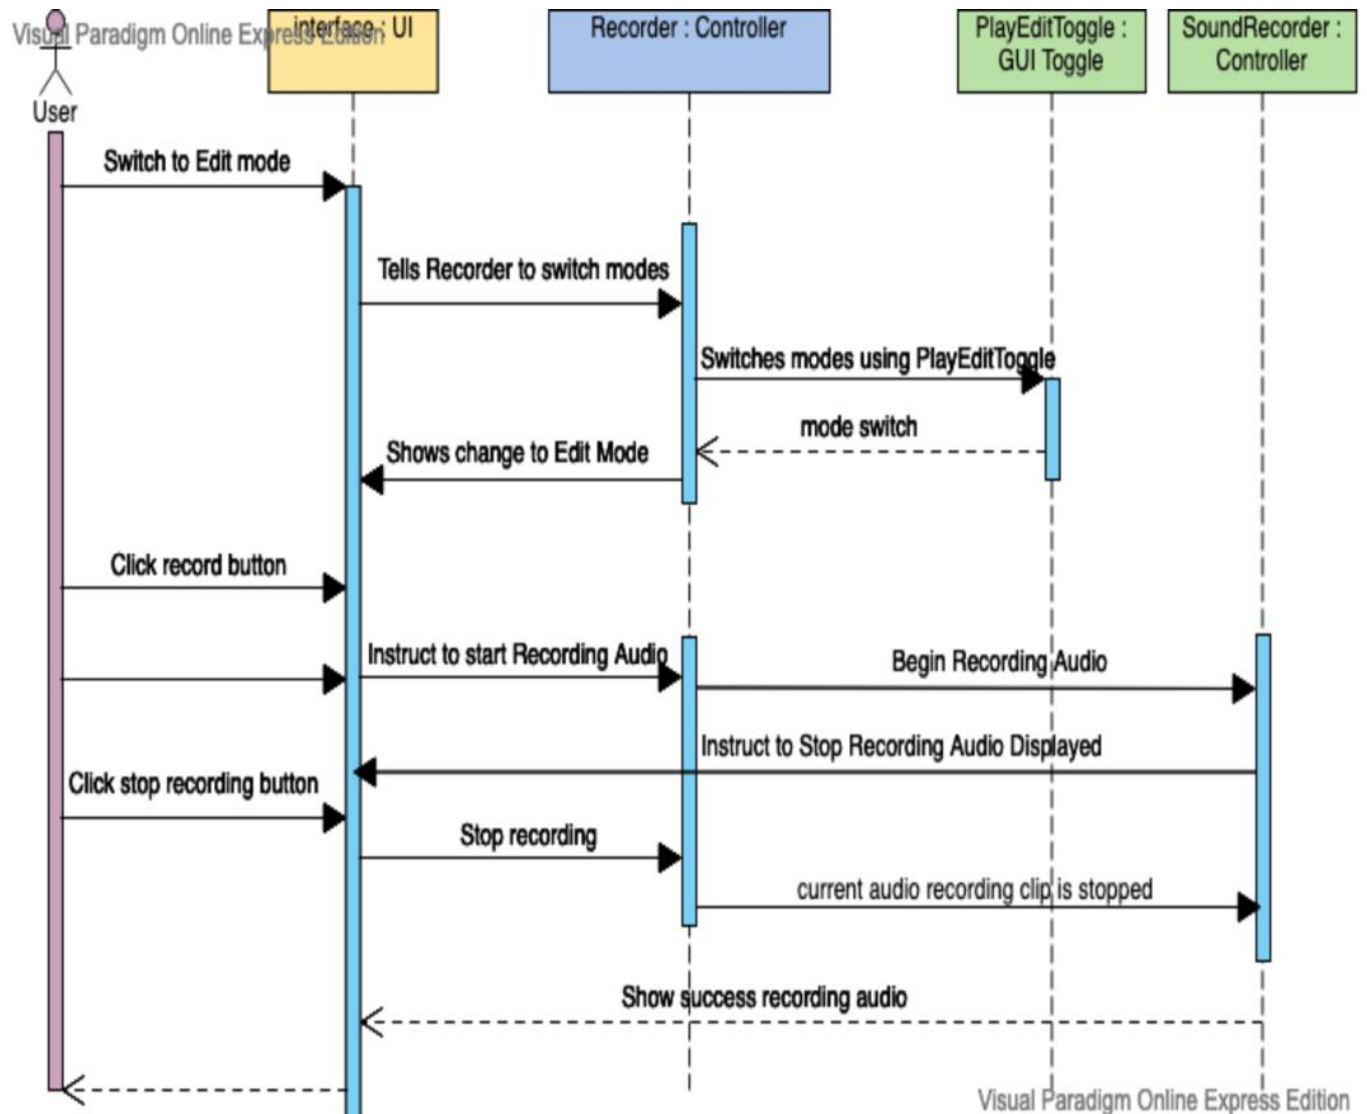 Visual Paradigm Online Express Edition
interface : UI
Recorder : Controller
PlayEditToggle :
GUI Toggle
SoundRecorder :
Controller
User
Switch to Edit mode
Tells Recorder to switch modes
Switches modes using PlayEditToggle
mode switch
Shows change to Edit Mode
Click record button
Instruct to start Recording Audio
Begin Recording Audio
Instruct to Stop Recording Audio Displayed
Click stop recording button
Stop recording
current audio recording clip is stopped
Show success recording audio
Visual Paradigm Online Express Edition